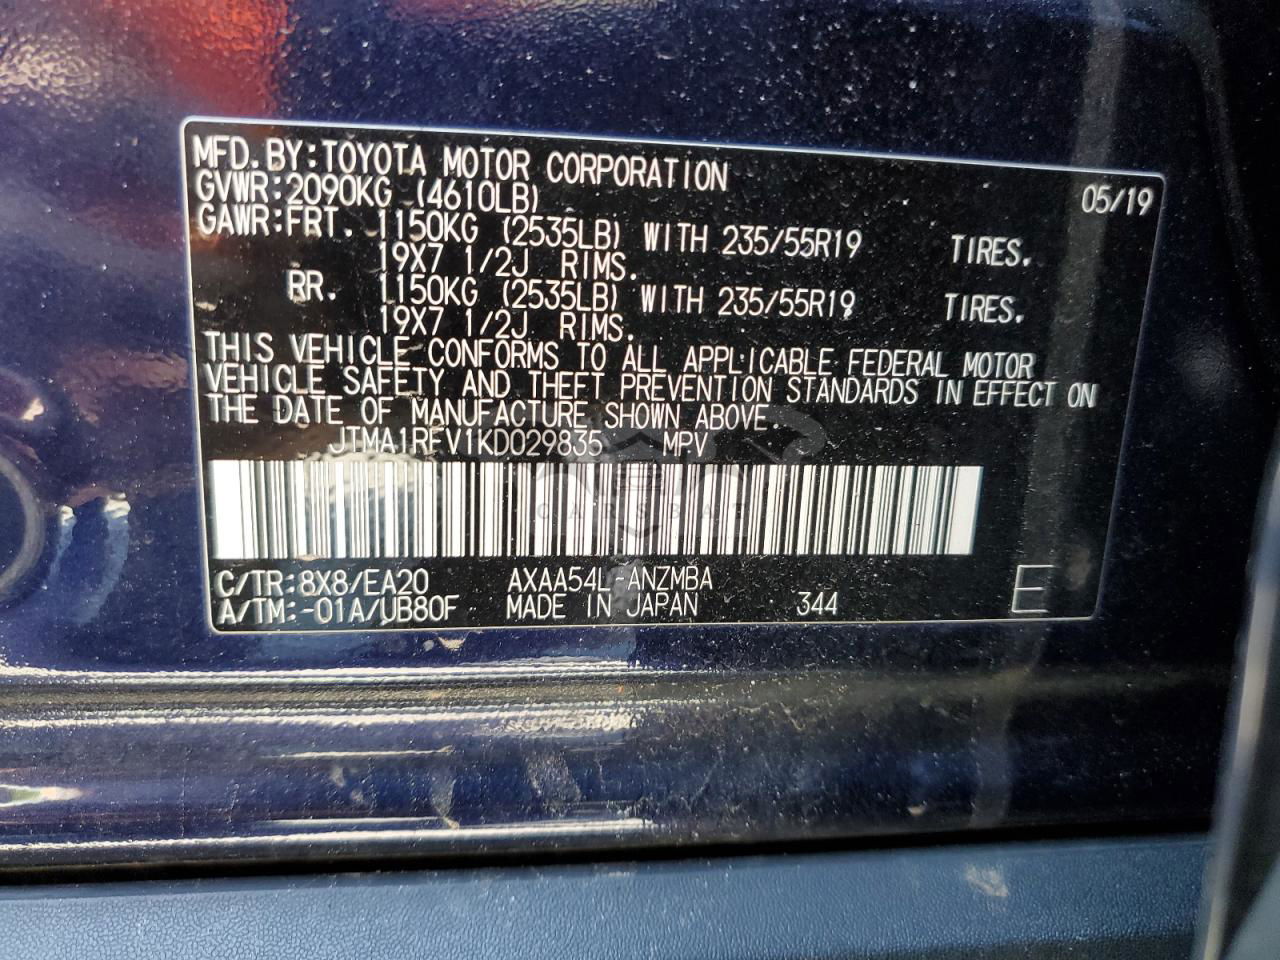 MFD.BY:TOYOTA MOTOR CORPORATION 05/19
GVWR:2090KG (4610LB)
GAWR:FRT. 1150KG (2535LB) WITH 235/55R19 TIRES.
19X7 1/2J RIMS.
RR. 1150KG (2535LB) WITH 235/55R19 TIRES.
19X7 1/2J RIMS.
THIS VEHICLE CONFORMS TO ALL APPLICABLE FEDERAL MOTOR
VEHICLE SAFETY AND THEFT PREVENTION STANDARDS IN EFFECT ON
THE DATE OF MANUFACTURE SHOWN ABOVE.
JTMA1RFV1KD029835 MPV
C/TR:8X8/EA20 AXAA54L-ANZMBA
A/TM:-01A/UB80F MADE IN JAPAN 344 E